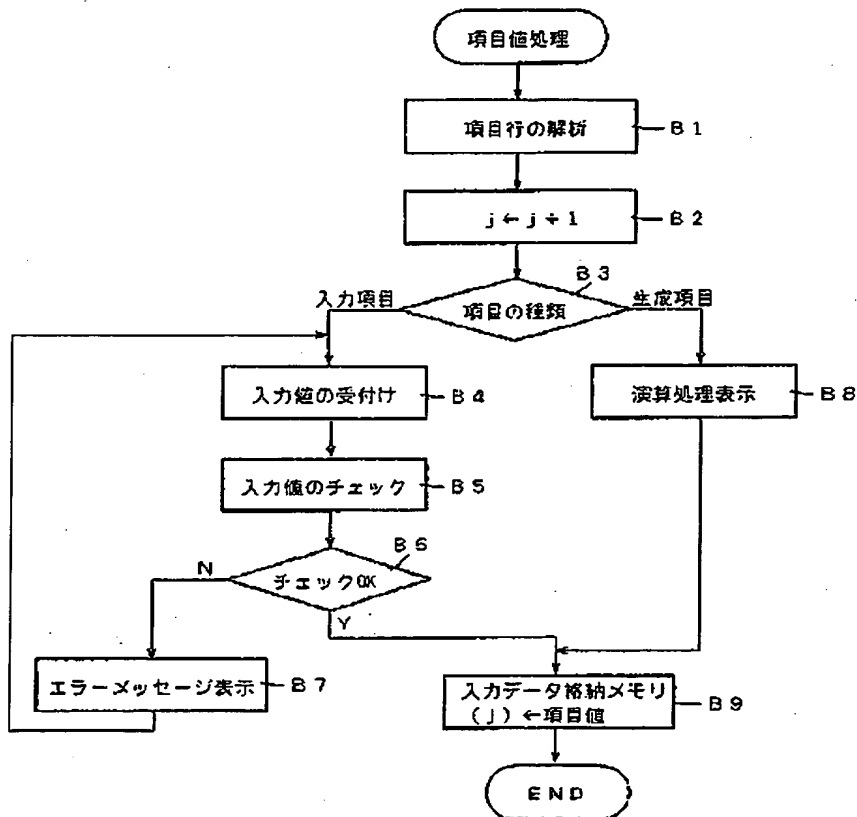 項目値処理
項目行の解析
B1
j←j+1
B2
B3
入力項目
項目の種類
生成項目
入力値の受付け
B4
演算処理表示
B8
入力値のチェック
B5
B6
N
チェックOK
Y
エラーメッセージ表示
B7
入力データ格納メモリ
(j)←項目値
B9
END